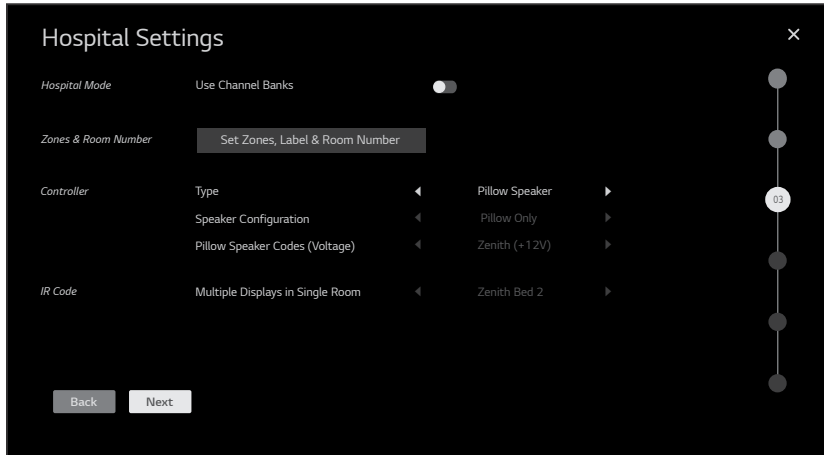 Hospital Settings
Hospital Mode Use Channel Banks
Zones & Room Number Set Zones, Label & Room Number
Controller Type Pillow Speaker
03
Speaker Configuration Pillow Only
Pillow Speaker Codes (Voltage) Zenith (+12V)
IR Code Multiple Displays in Single Room Zenith Bed 2
Back Next